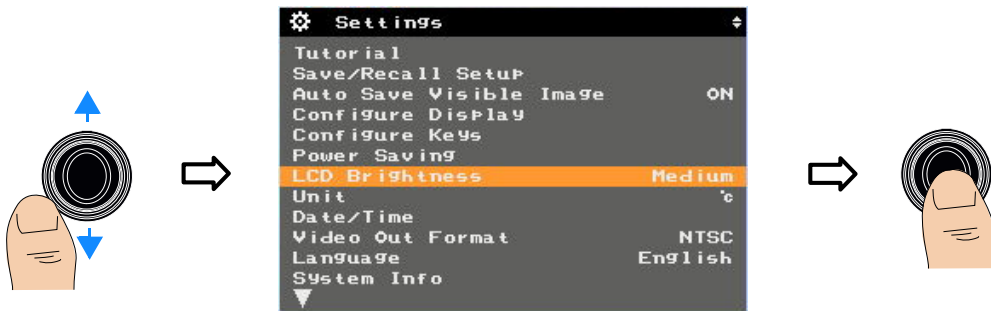 Settings
Tutorial
Save/Recall Setup
Auto Save Visible Image ON
Configure Display
Configure Keys
Power Saving
LCD Brightness Medium
Unit °c
Date/Time
Video Out Format NTSC
Language English
System Info